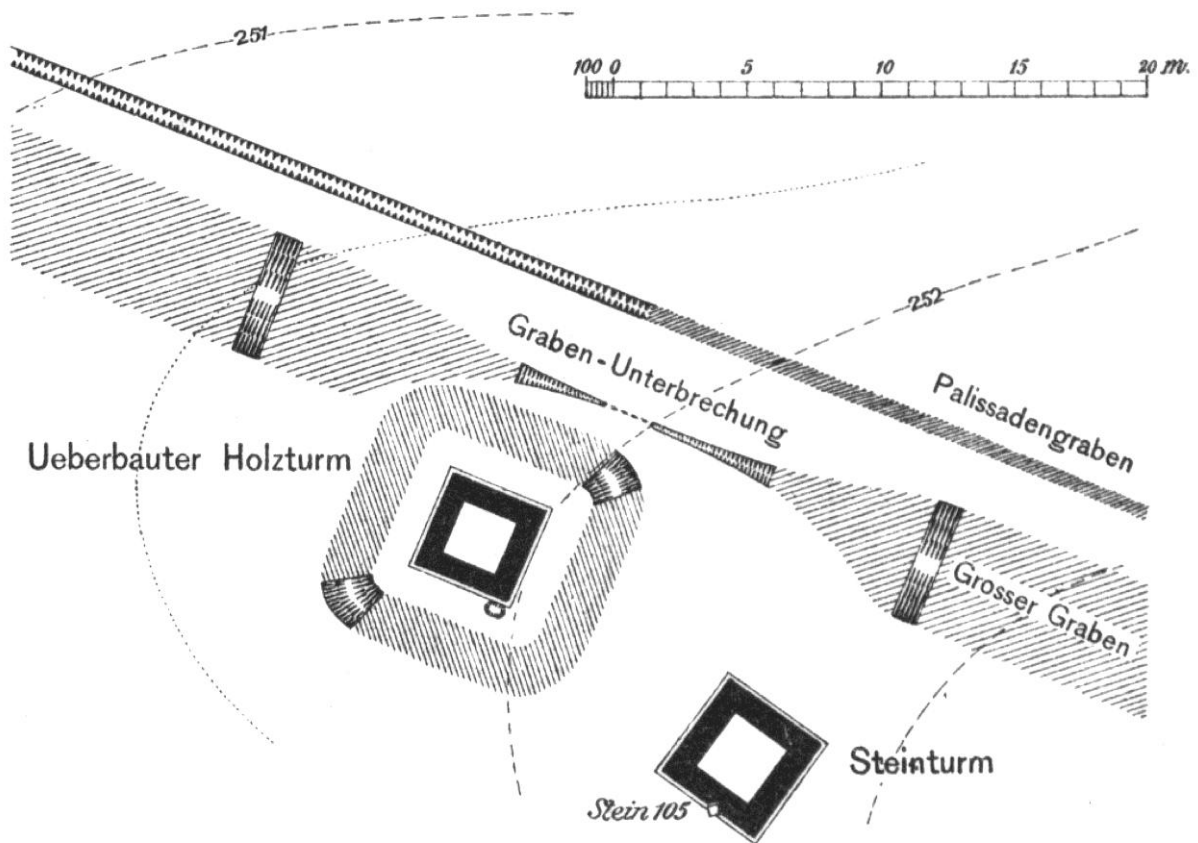 251
100 0 5 10 15 20 m.
252
Graben-Unterbrechung
Palissadengraben
Ueberbauter Holzturm
Grosser Graben
Steinturm
Stein 105